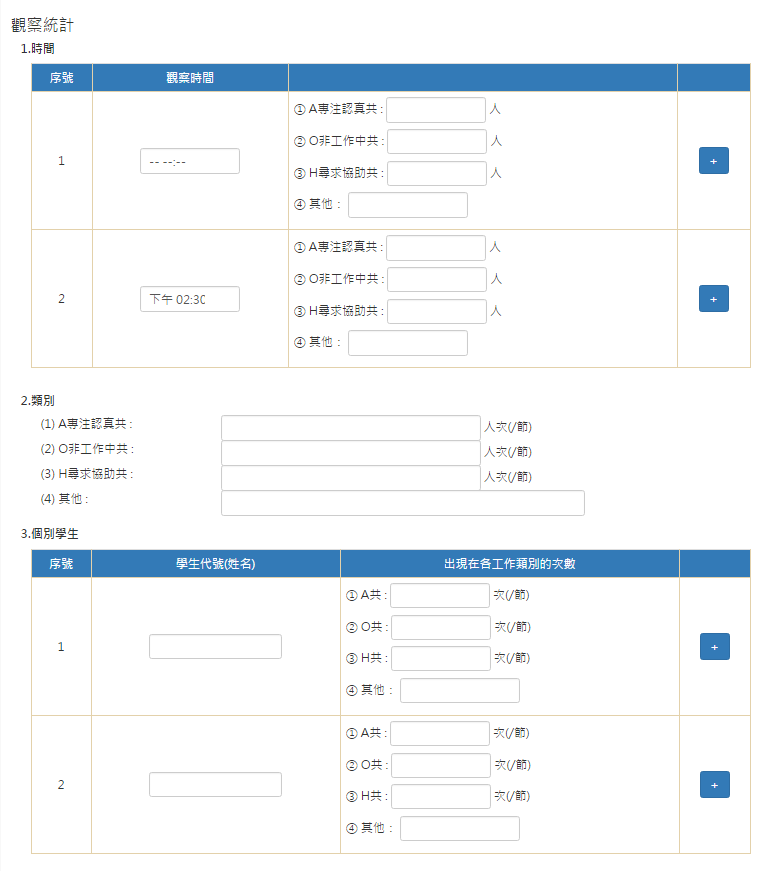 觀察統計
1.時間
序號 觀察時間
① A專注認真共 : 人
② O非工作中共 : 人
1 -- --:-- +
③ H尋求協助共 : 人
④ 其他 :
① A專注認真共 : 人
② O非工作中共 : 人
2 下午 02:30 +
③ H尋求協助共 : 人
④ 其他 :
2.類別
(1) A專注認真共 : 人次(/節)
(2) O非工作中共 : 人次(/節)
(3) H尋求協助共 : 人次(/節)
(4) 其他 :
3.個別學生
序號 學生代號(姓名) 出現在各工作類別的次數
① A共 : 次(/節)
② O共 : 次(/節)
1 +
③ H共 : 次(/節)
④ 其他 :
① A共 : 次(/節)
② O共 : 次(/節)
2 +
③ H共 : 次(/節)
④ 其他 :